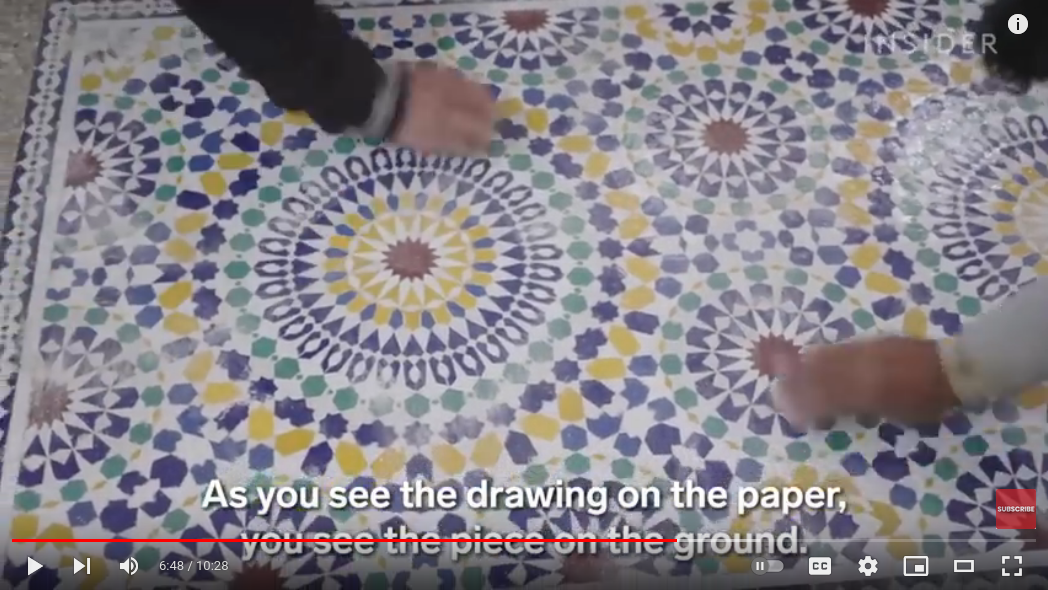 INSIDER
As you see the drawing on the paper,
you see the piece on the ground.
SUBSCRIBE
6:48 / 10:28
CC